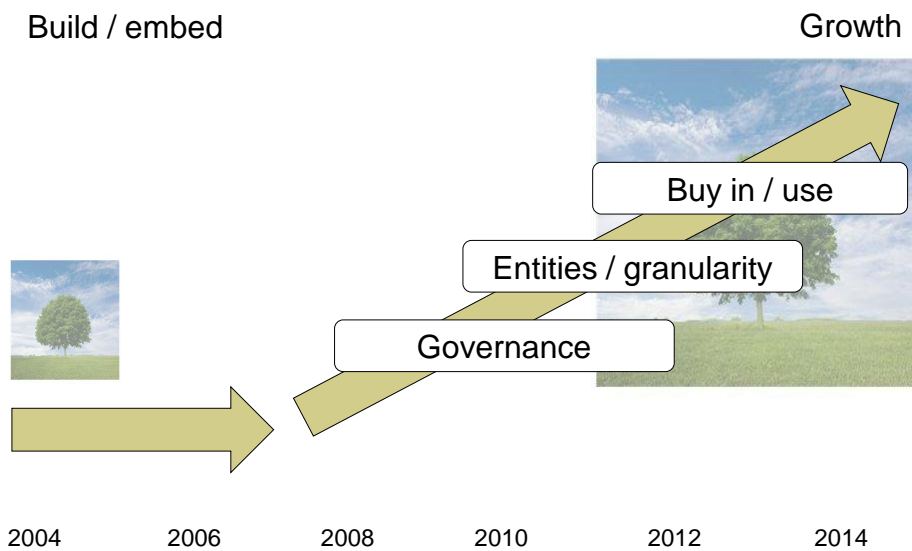 Build / embed
Growth
Buy in / use
Entities / granularity
Governance
2004
2006
2008
2010
2012
2014